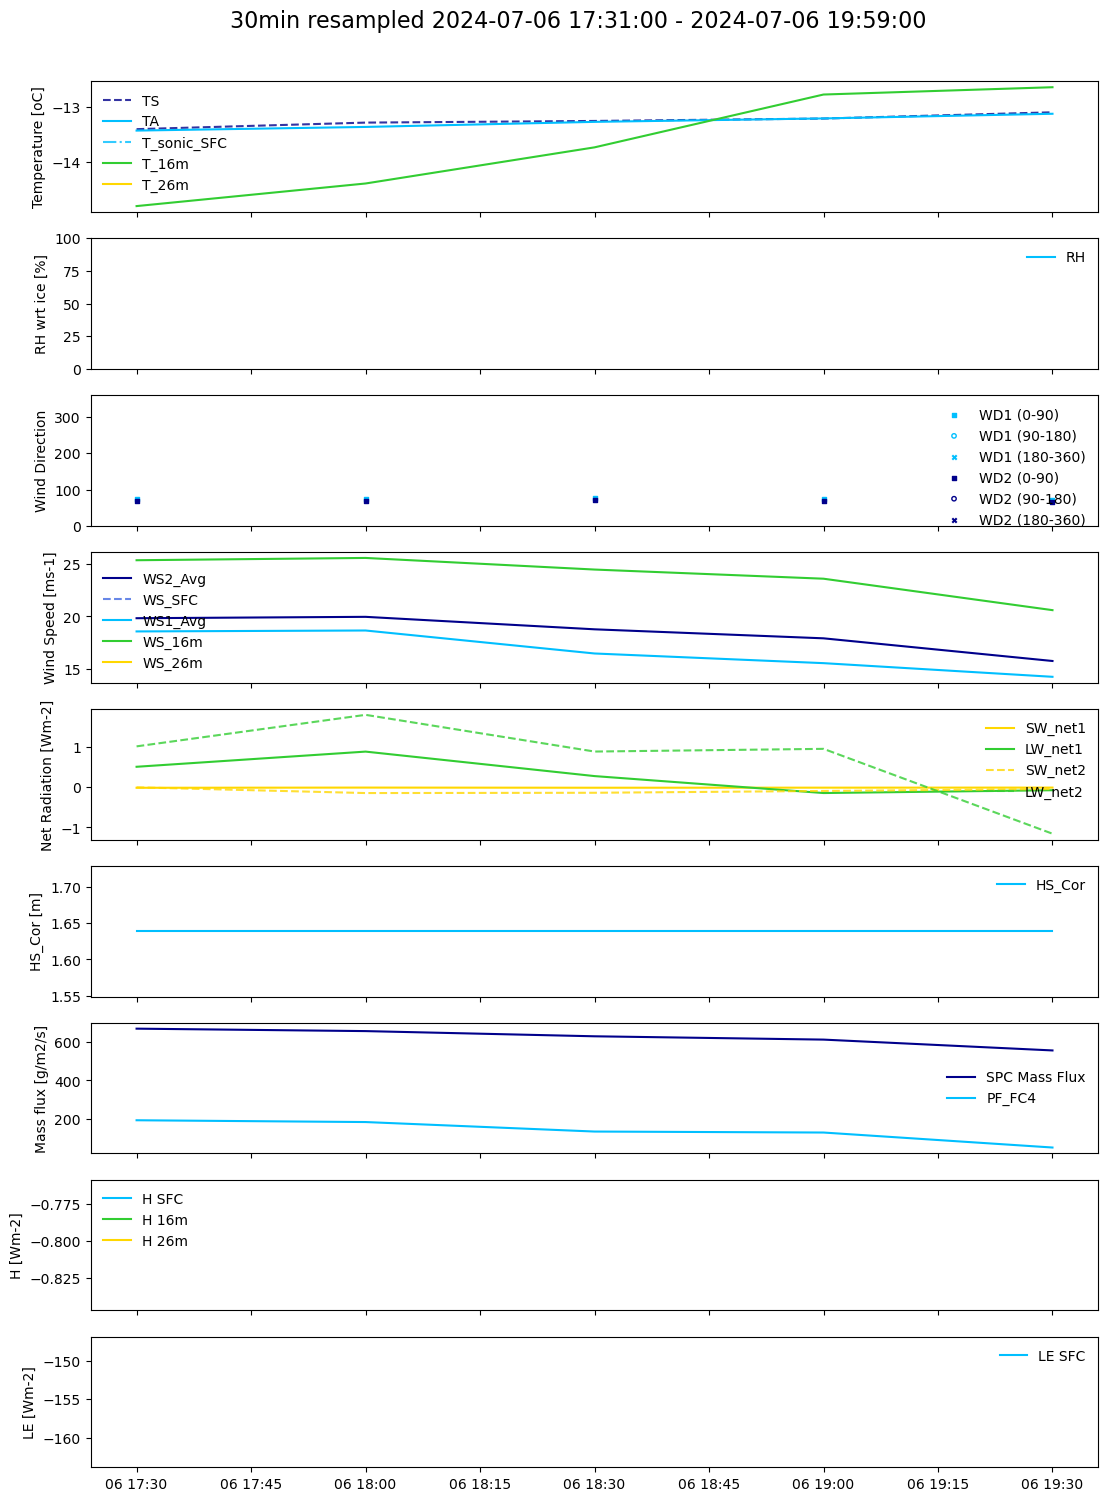 30min resampled 2024-07-06 17:31:00 - 2024-07-06 19:59:00
Temperature [oC]
−13
−14
TS
TA
T_sonic_SFC
T_16m
T_26m
RH wrt ice [%]
100
75
50
25
0
RH
Wind Direction
300
200
100
0
WD1 (0-90)
WD1 (90-180)
WD1 (180-360)
WD2 (0-90)
WD2 (90-180)
WD2 (180-360)
Wind Speed [ms-1]
25
20
15
WS2_Avg
WS_SFC
WS1_Avg
WS_16m
WS_26m
Net Radiation [Wm-2]
1
0
−1
SW_net1
LW_net1
SW_net2
LW_net2
HS_Cor [m]
1.70
1.65
1.60
1.55
HS_Cor
Mass flux [g/m2/s]
600
400
200
SPC Mass Flux
PF_FC4
H [Wm-2]
−0.775
−0.800
−0.825
H SFC
H 16m
H 26m
LE [Wm-2]
−150
−155
−160
LE SFC
06 17:30 06 17:45 06 18:00 06 18:15 06 18:30 06 18:45 06 19:00 06 19:15 06 19:30